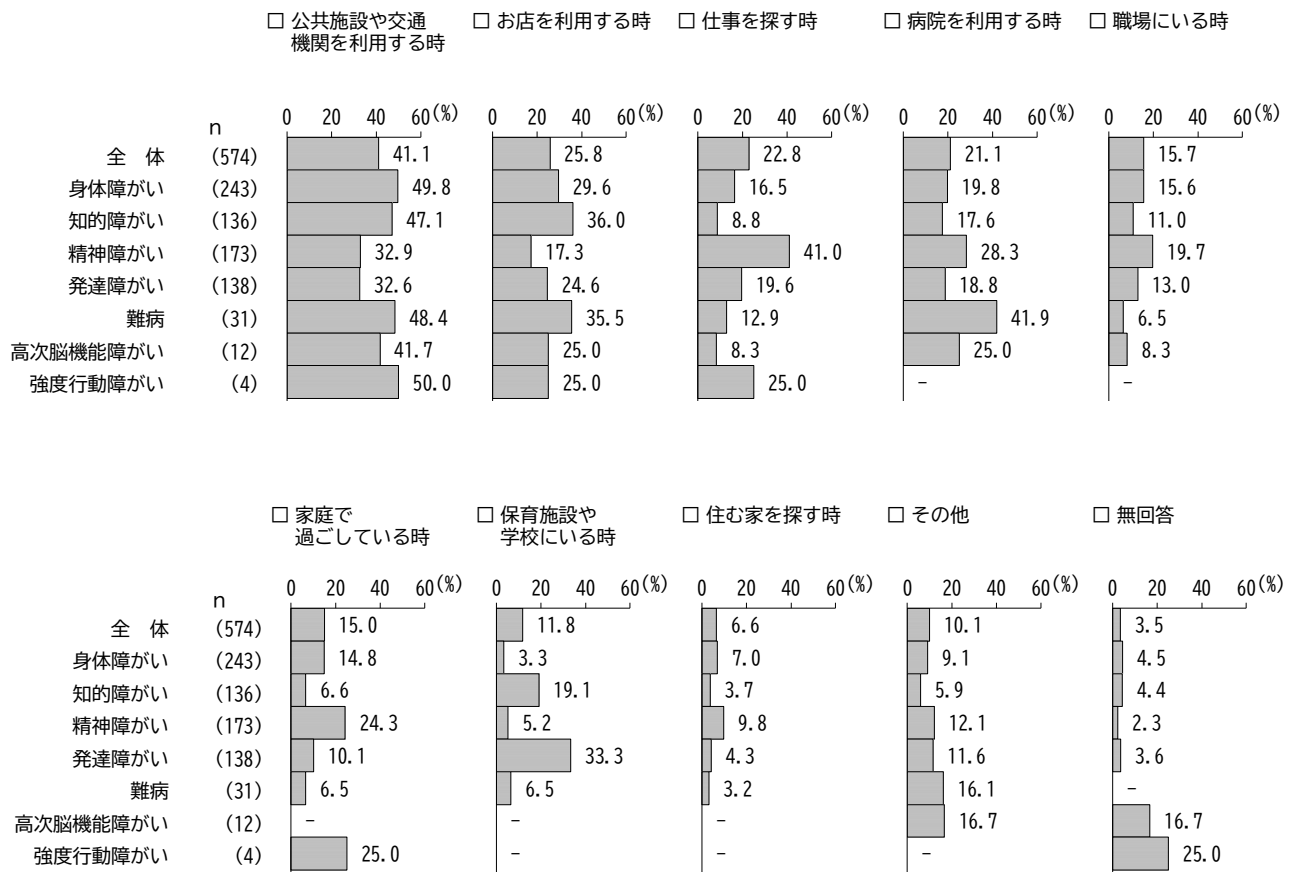 □ 公共施設や交通 □ お店を利用する時 □ 仕事を探す時 □ 病院を利用する時 □ 職場にいる時
機関を利用する時
0 20 40 60(%) 0 20 40 60(%) 0 20 40 60(%) 0 20 40 60(%) 0 20 40 60(%)
n
全 体 (574) 41.1 25.8 22.8 21.1 15.7
身体障がい (243) 49.8 29.6 16.5 19.8 15.6
知的障がい (136) 47.1 36.0 8.8 17.6 11.0
精神障がい (173) 32.9 17.3 41.0 28.3 19.7
発達障がい (138) 32.6 24.6 19.6 18.8 13.0
難病 (31) 48.4 35.5 12.9 41.9 6.5
高次脳機能障がい (12) 41.7 25.0 8.3 25.0 8.3
強度行動障がい (4) 50.0 25.0 25.0 - -
□ 家庭で □ 保育施設や □ 住む家を探す時 □ その他 □ 無回答
過ごしている時 学校にいる時
0 20 40 60(%) 0 20 40 60(%) 0 20 40 60(%) 0 20 40 60(%) 0 20 40 60(%)
n
全 体 (574) 15.0 11.8 6.6 10.1 3.5
身体障がい (243) 14.8 3.3 7.0 9.1 4.5
知的障がい (136) 6.6 19.1 3.7 5.9 4.4
精神障がい (173) 24.3 5.2 9.8 12.1 2.3
発達障がい (138) 10.1 33.3 4.3 11.6 3.6
難病 (31) 6.5 6.5 3.2 16.1 -
高次脳機能障がい (12) - - - 16.7 16.7
強度行動障がい (4) 25.0 - - - 25.0